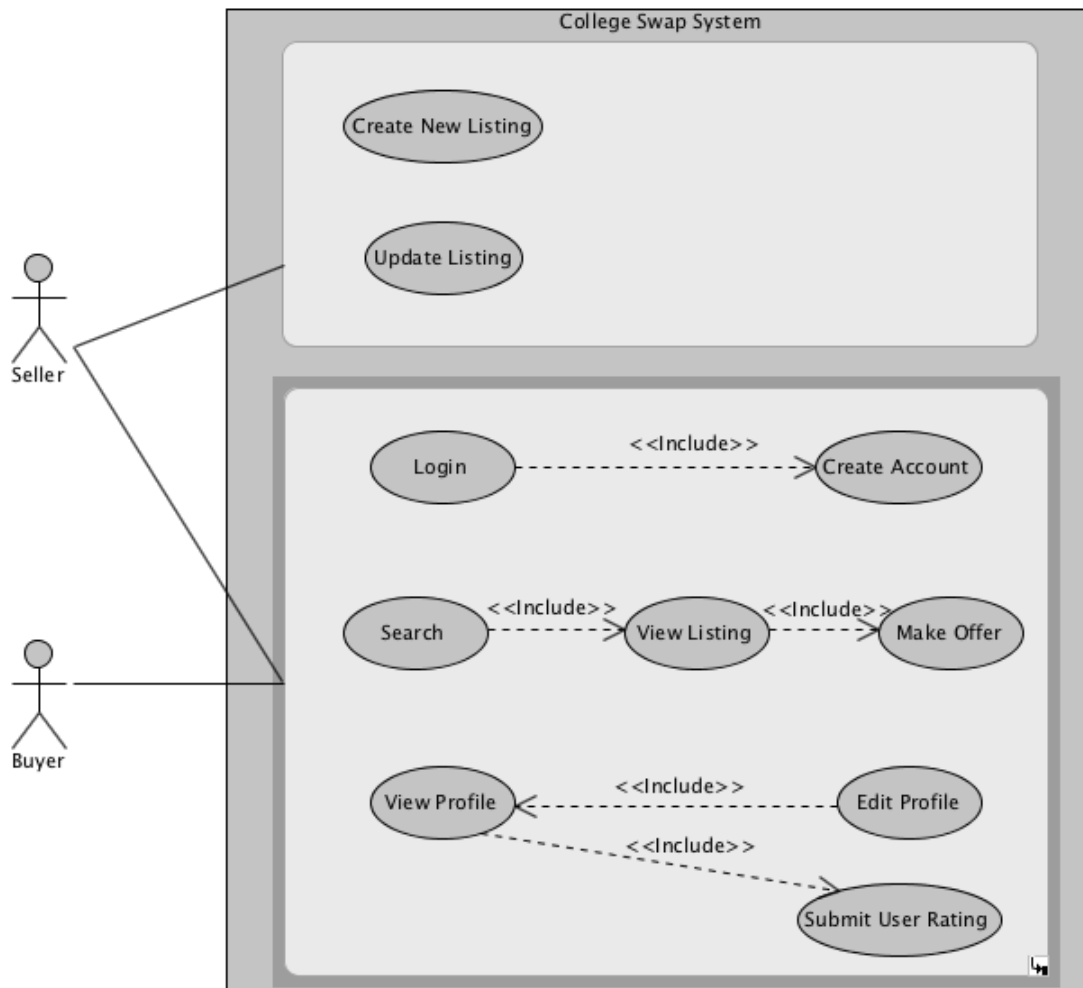 College Swap System
Create New Listing
Update Listing
Seller
<<Include>>
Login
Create Account
<<Include>>
<<Include>>
Search
View Listing
Make Offer
Buyer
<<Include>>
View Profile
Edit Profile
<<Include>>
Submit User Rating